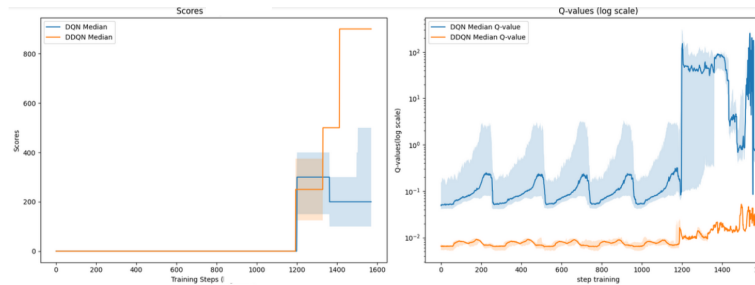 Scores
DQN Median
DDQN Median
800
600
400
200
0
Scores
0 200 400 600 800 1000 1200 1400 1600
Training Steps (
Q-values (log scale)
DQN Median Q-value
DDQN Median Q-value
10²
10¹
10⁰
10⁻¹
10⁻²
Q-values(log scale)
0 200 400 600 800 1000 1200 1400
step training